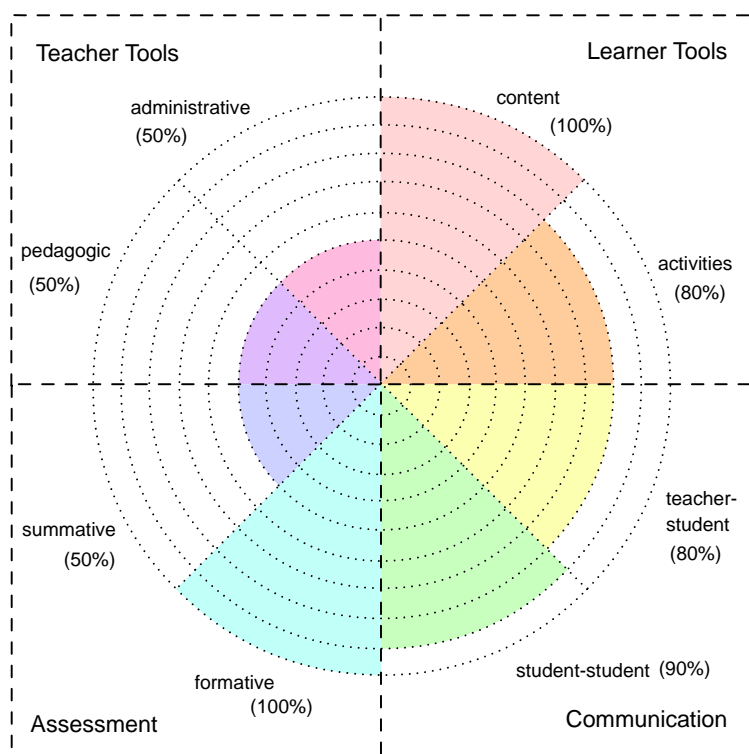 Teacher Tools
Learner Tools
administrative
(50%)
content
(100%)
pedagogic
(50%)
activities
(80%)
summative
(50%)
teacher-
student
(80%)
formative
(100%)
student-student (90%)
Assessment
Communication